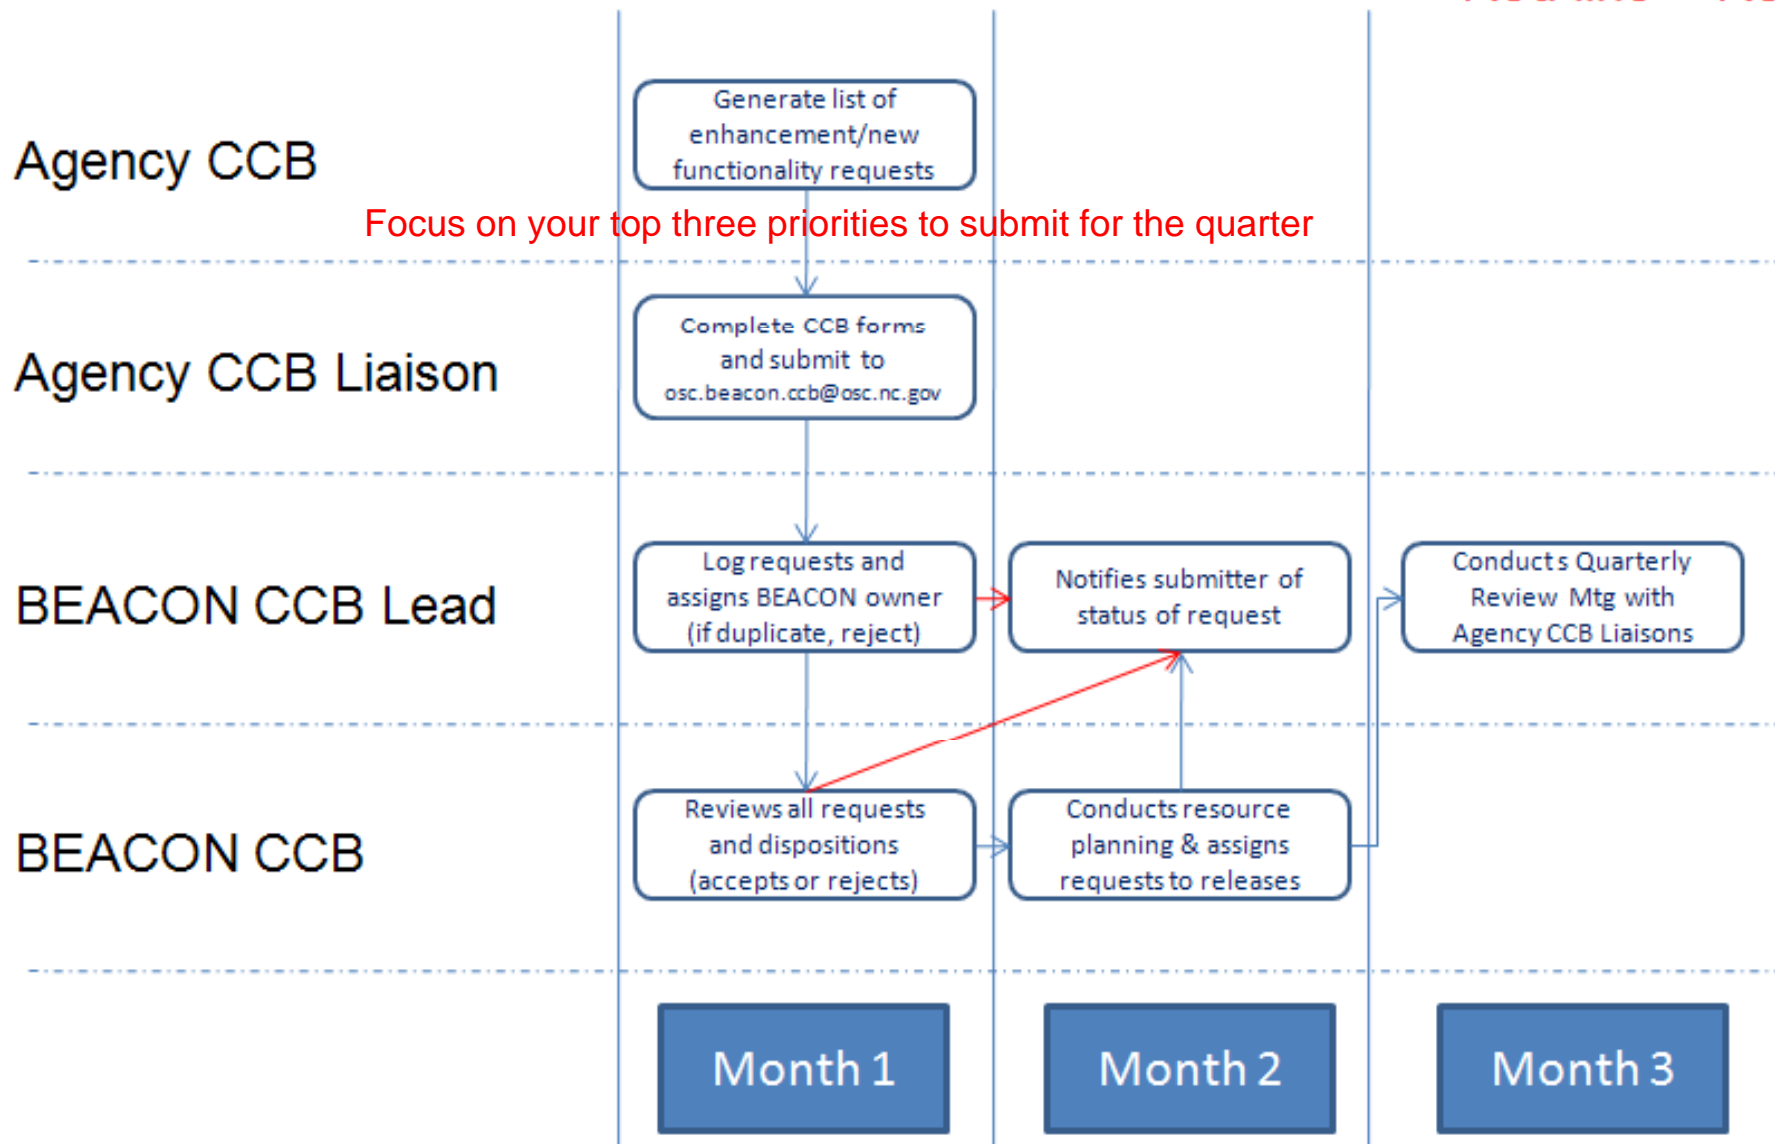 Generate list of
enhancement/new
functionality requests
Agency CCB
Focus on your top three priorities to submit for the quarter
Complete CCB forms
and submit to
osc.beacon.ccb@osc.nc.gov
Agency CCB Liaison
Log requests and
assigns BEACON owner
(if duplicate, reject)
Notifies submitter of
status of request
Conducts Quarterly
Review Mtg with
Agency CCB Liaisons
BEACON CCB Lead
Reviews all requests
and dispositions
(accepts or rejects)
Conducts resource
planning & assigns
requests to releases
BEACON CCB
Month 1
Month 2
Month 3